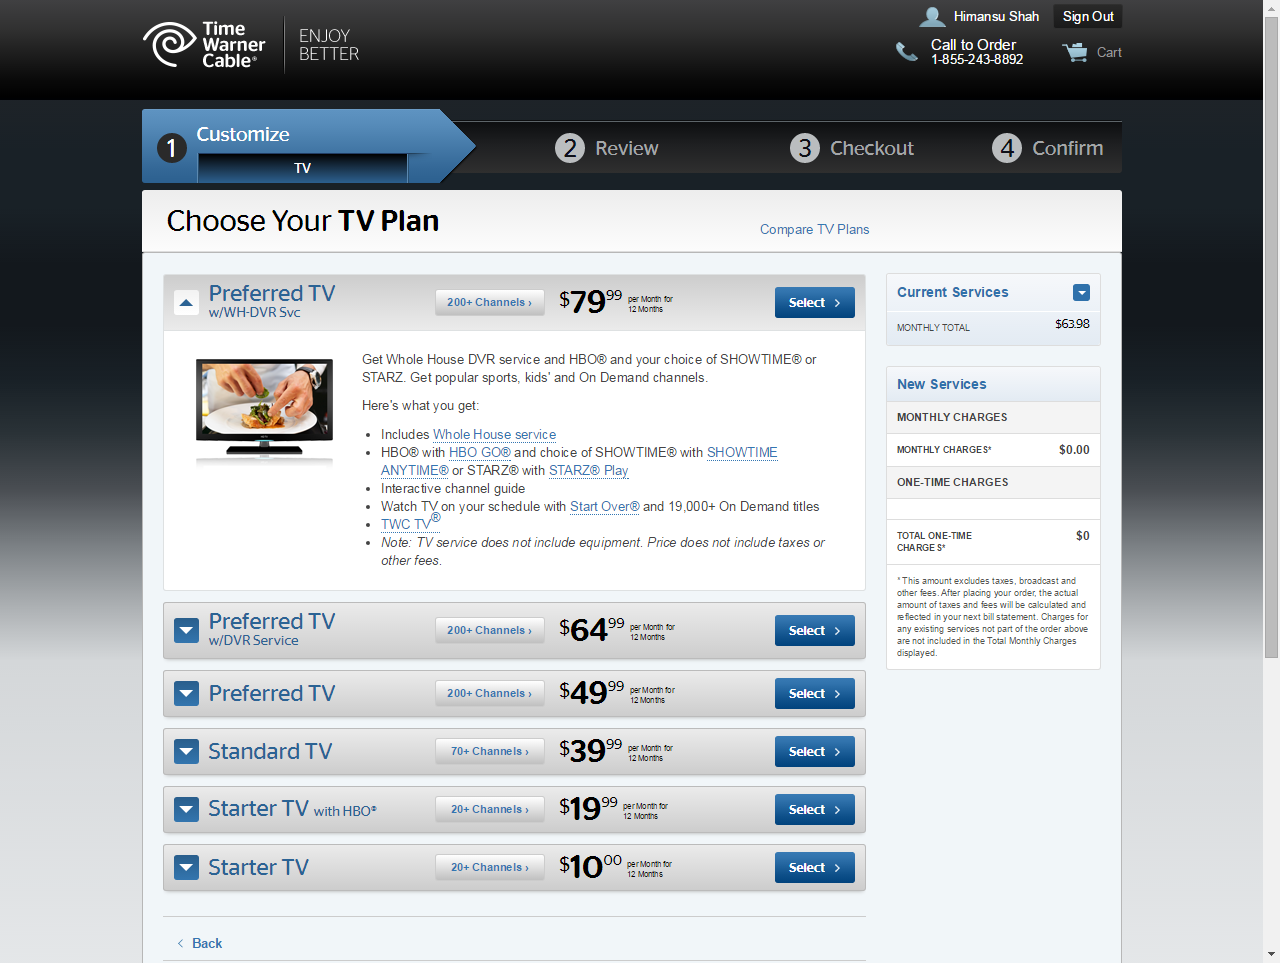 Time Warner Cable®
ENJOY BETTER
Himansu Shah
Sign Out
Call to Order
1-855-243-8892
Cart
1 Customize
TV
2 Review
3 Checkout
4 Confirm
Choose Your TV Plan
Compare TV Plans
Preferred TV
w/WH-DVR Svc
200+ Channels ›
$79.99 per Month for
12 Months
Select >
Get Whole House DVR service and HBO® and your choice of SHOWTIME® or
STARZ. Get popular sports, kids' and On Demand channels.
Here's what you get:
• Includes Whole House service
• HBO® with HBO GO® and choice of SHOWTIME® with SHOWTIME
ANYTIME® or STARZ® with STARZ® Play
• Interactive channel guide
• Watch TV on your schedule with Start Over® and 19,000+ On Demand titles
• TWC TV®
• Note: TV service does not include equipment. Price does not include taxes or
other fees.
Preferred TV
w/DVR Service
200+ Channels ›
$64.99 per Month for
12 Months
Select >
Preferred TV
200+ Channels ›
$49.99 per Month for
12 Months
Select >
Standard TV
70+ Channels ›
$39.99 per Month for
12 Months
Select >
Starter TV with HBO®
20+ Channels ›
$19.99 per Month for
12 Months
Select >
Starter TV
20+ Channels ›
$10.00 per Month for
12 Months
Select >
< Back
Current Services
MONTHLY TOTAL $63.98
New Services
MONTHLY CHARGES
MONTHLY CHARGES* $0.00
ONE-TIME CHARGES
TOTAL ONE-TIME $0
CHARGES*
* This amount excludes taxes, broadcast and
other fees. After placing your order, the actual
amount of taxes and fees will be calculated and
reflected in your next bill statement. Charges for
any existing services not part of the order above
are not included in the Total Monthly Charges
displayed.